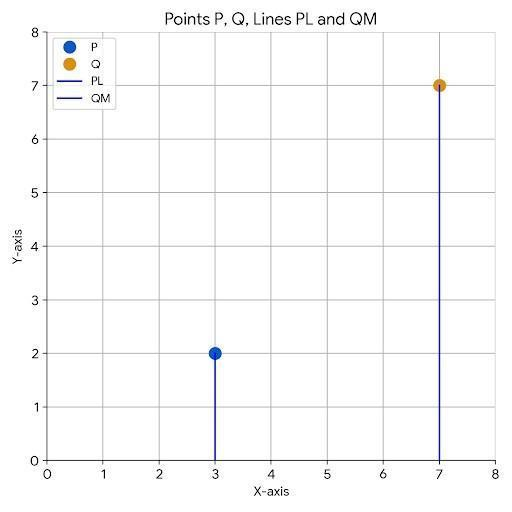 Points P, Q, Lines PL and QM
P
Q
PL
QM
8
7
6
5
4
3
2
1
0
Y-axis
0 1 2 3 4 5 6 7 8
X-axis